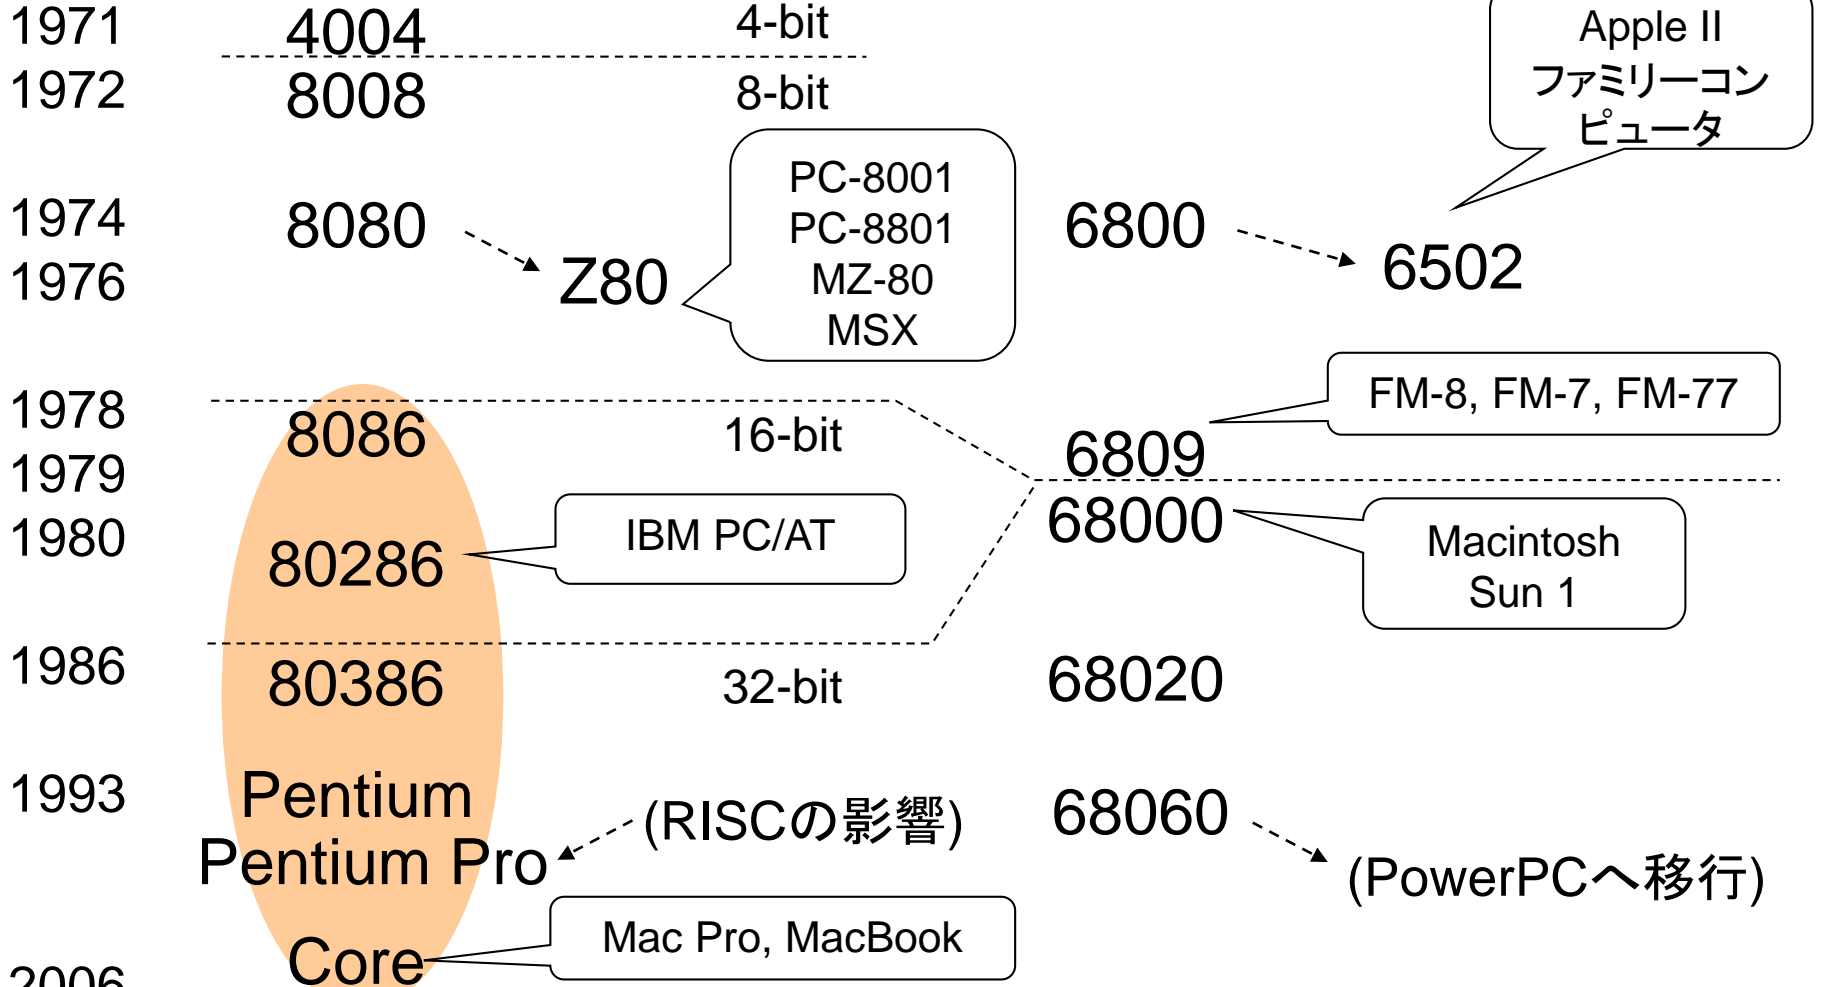 1971 4004 4-bit
Apple II
ファミリーコン
ピュータ
1972 8008 8-bit
PC-8001
PC-8801
MZ-80
MSX
1974 8080 6800
1976 Z80 6502
FM-8, FM-7, FM-77
1978 8086 16-bit 6809
1979
68000
1980 80286 IBM PC/AT
Macintosh
Sun 1
1986 80386 32-bit 68020
1993 Pentium (RISCの影響) 68060
Pentium Pro (PowerPCへ移行)
Mac Pro, MacBook
2006 Core